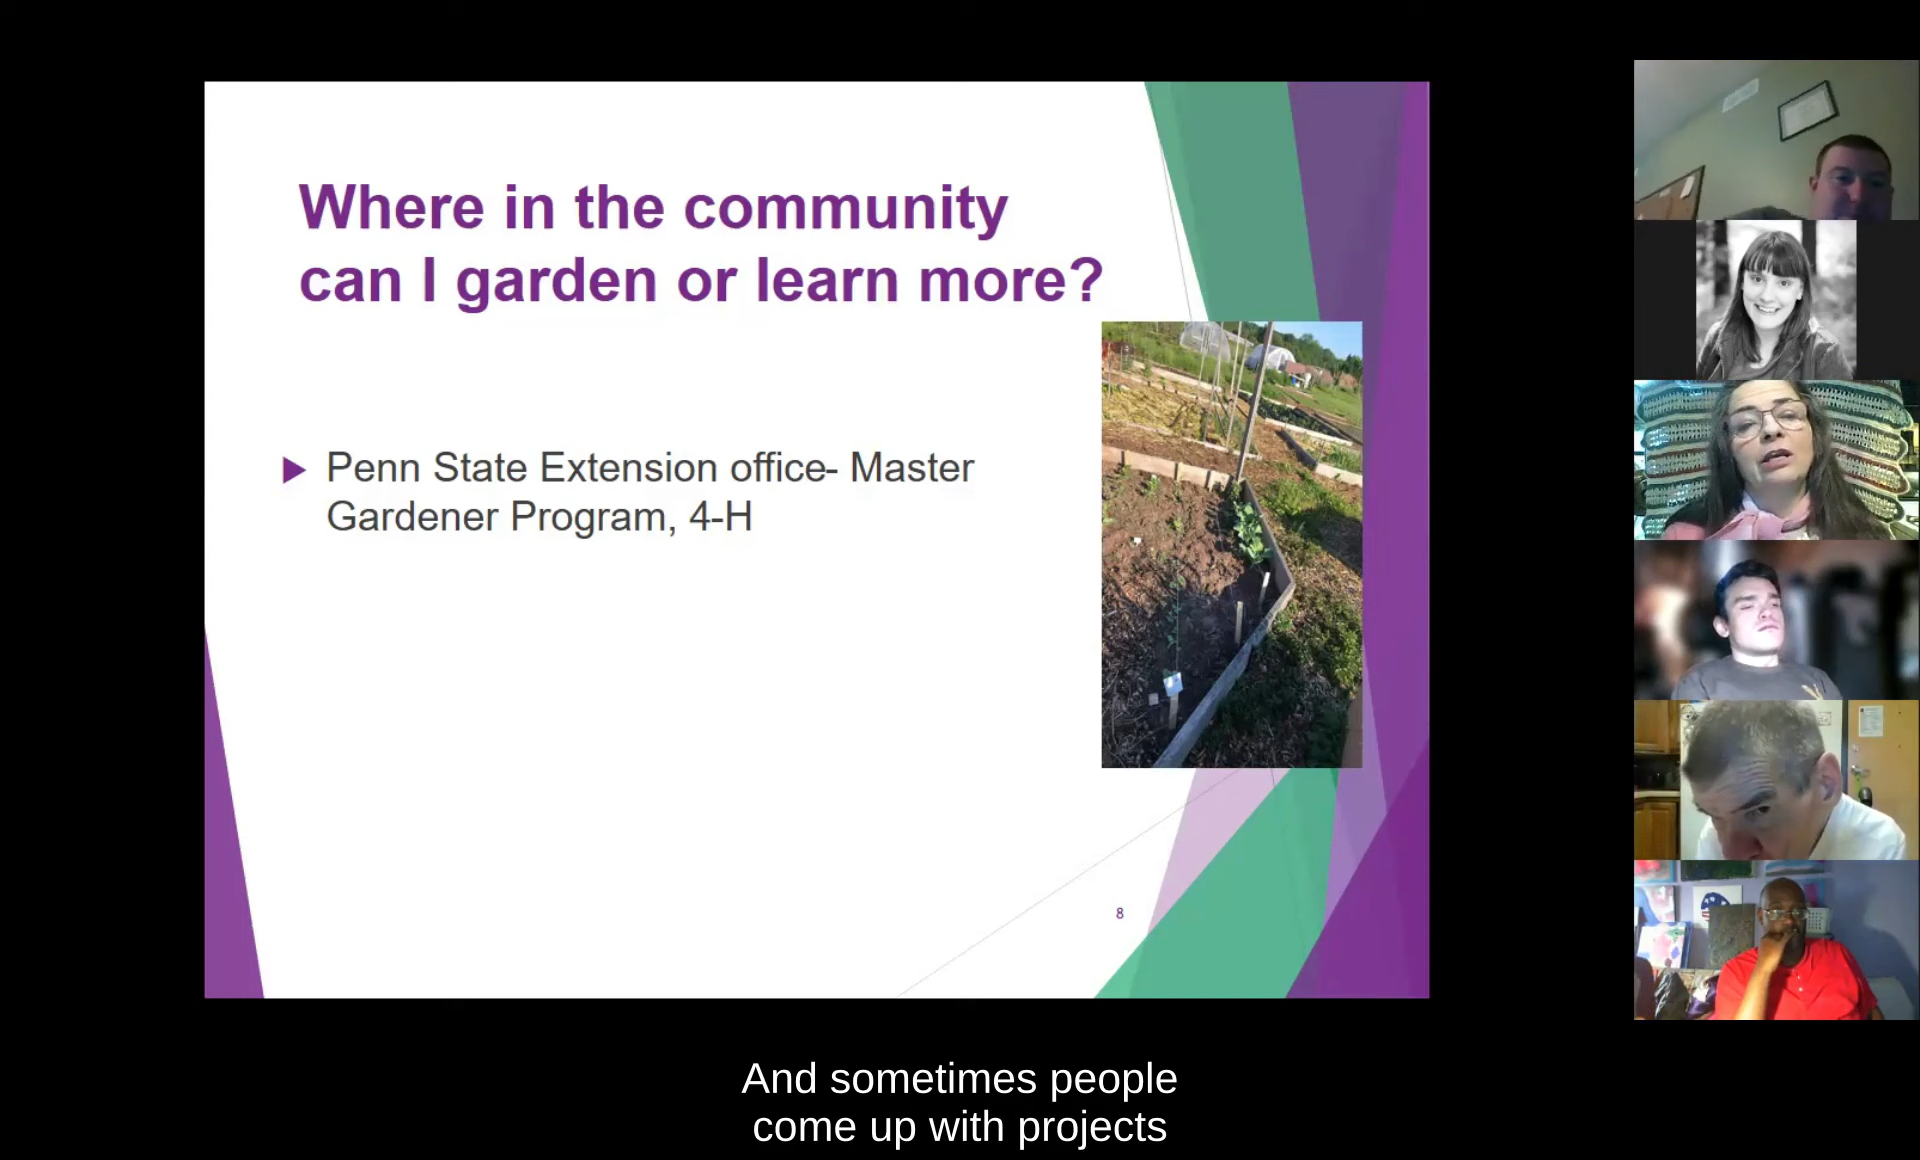 Where in the community
can I garden or learn more?
Penn State Extension office- Master
Gardener Program, 4-H
8
And sometimes people
come up with projects